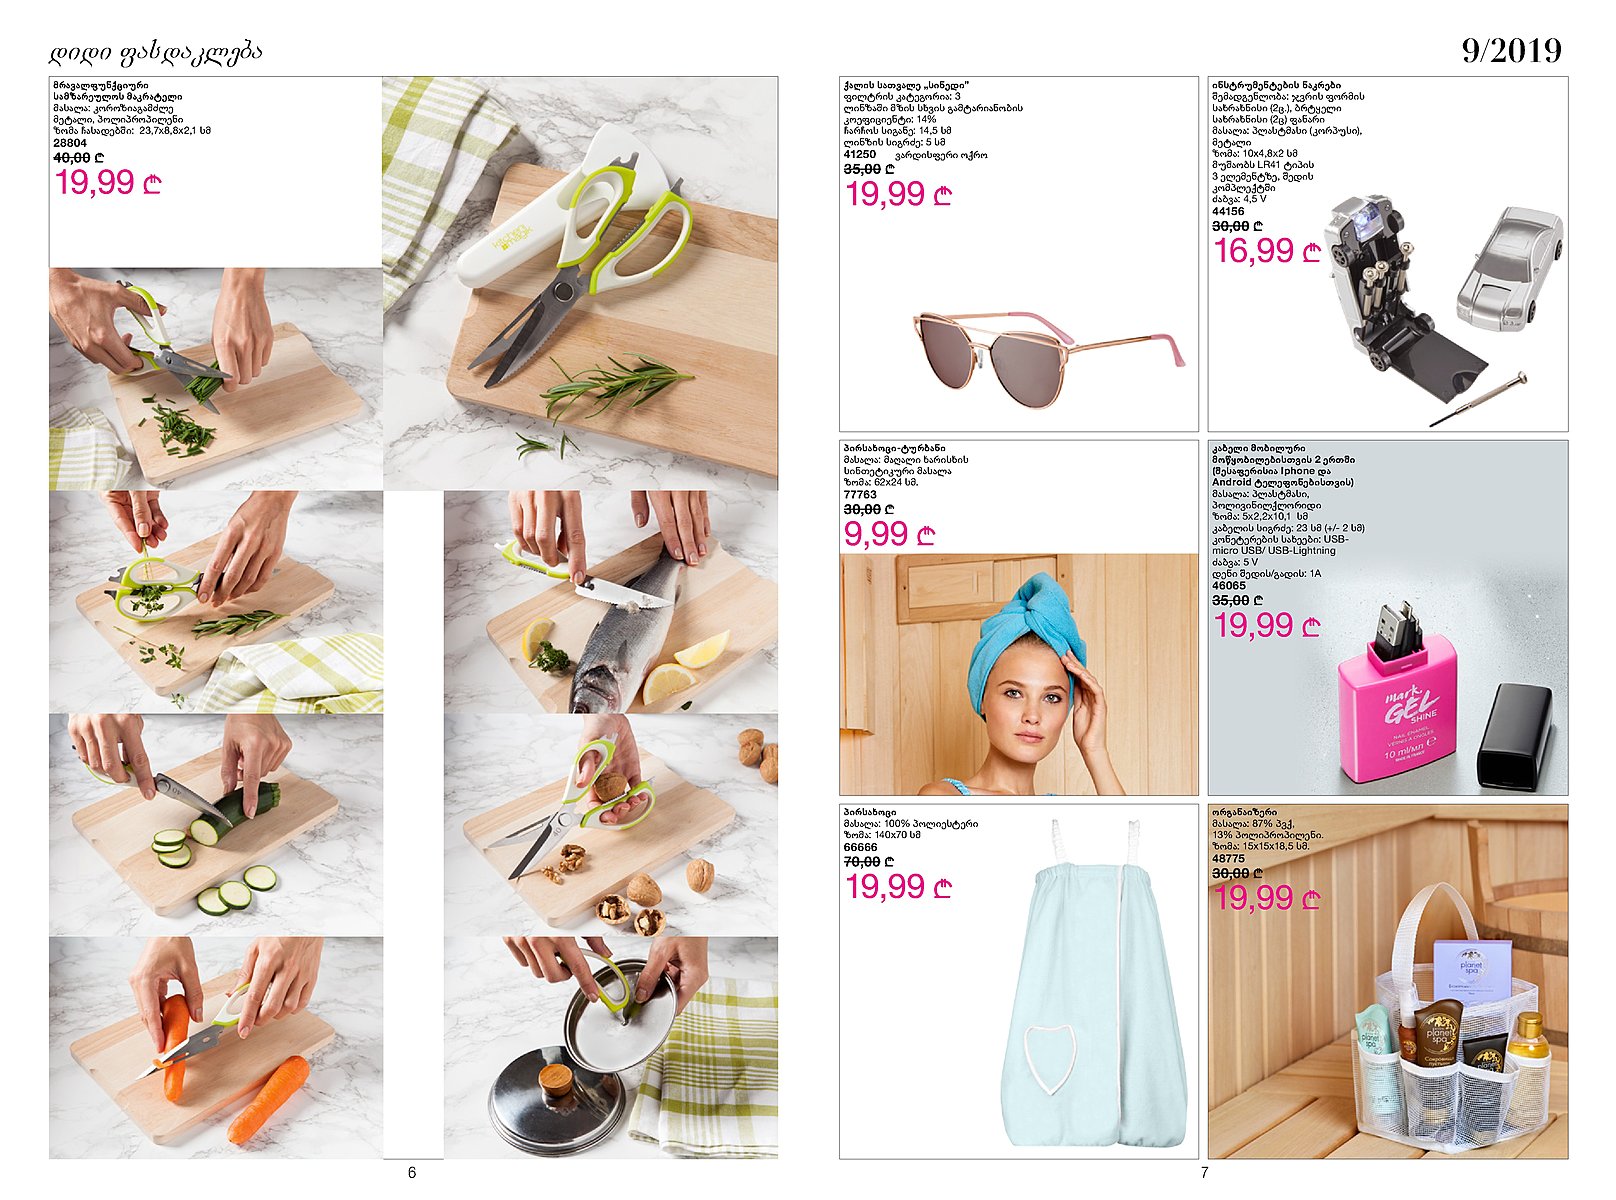 დიდი ფასდაკლება
9/2019
მრავალფუნქციური
სამზარეულოს მაკრატელი
მასალა: კოროზიაგამძლე
მეტალი, პოლიპროპილენი
ზომა ჩასადებში: 23,7x8,8x2,1 სმ
28804
40,00 ₾
19,99 ₾
kitchen
magik
ქალის სათვალე „სინედი”
ფილტრის კატეგორია: 3
ლინზაში მზის სხვის გამტარიანობის
კოეფიციენტი: 14%
ჩარჩოს სიგანე: 14,5 სმ
ლინზის სიგრძე: 5 სმ
41250 ვარდისფერი ოქრო
35,00 ₾
19,99 ₾
ინსტრუმენტების ნაკრები
შემადგენლობა: ჯვრის ფორმის
სახრახნისი (2ც.), ბრტყელი
სახრახნისი (2ც) ფანარი
მასალა: პლასტმასი (კორპუსი),
მეტალი
ზომა: 10x4,8x2 სმ
მუშაობს LR41 ტიპის
3 ელემენტზე, შედის
კომპლექტში
ძაბვა: 4,5 V
44156
30,00 ₾
16,99 ₾
პირსახოცი-ტურბანი
მასალა: მაღალი ხარისხის
სინთეტიკური მასალა
ზომა: 62x24 სმ.
77763
30,00 ₾
9,99 ₾
კაბელი მობილური
მოწყობილებისთვის 2 ერთში
(შესაფერისია Iphone და
Android ტელეფონებისთვის)
მასალა: პლასტმასი,
პოლივინილქლორიდი
ზომა: 5x2,2x10,1 სმ
კაბელის სიგრძე: 23 სმ (+/- 2 სმ)
კონეტერების სახეები: USB-
micro USB/ USB-Lightning
ძაბვა: 5 V
დენი შედის/გადის: 1A
46065
35,00 ₾
19,99 ₾
mark.
GEL
SHINE
NAIL ENAMEL
VERNIS A ONGLES
10 ml/мл ℮
MADE IN FRANCE
პირსახოცი
მასალა: 100% პოლიესტერი
ზომა: 140x70 სმ
66666
70,00 ₾
19,99 ₾
ორგანაიზერი
მასალა: 87% პვქ,
13% პოლიპროპილენი.
ზომა: 15x15x18,5 სმ.
48775
30,00 ₾
19,99 ₾
planet
spa
planet
spa
planet
spa
6
7